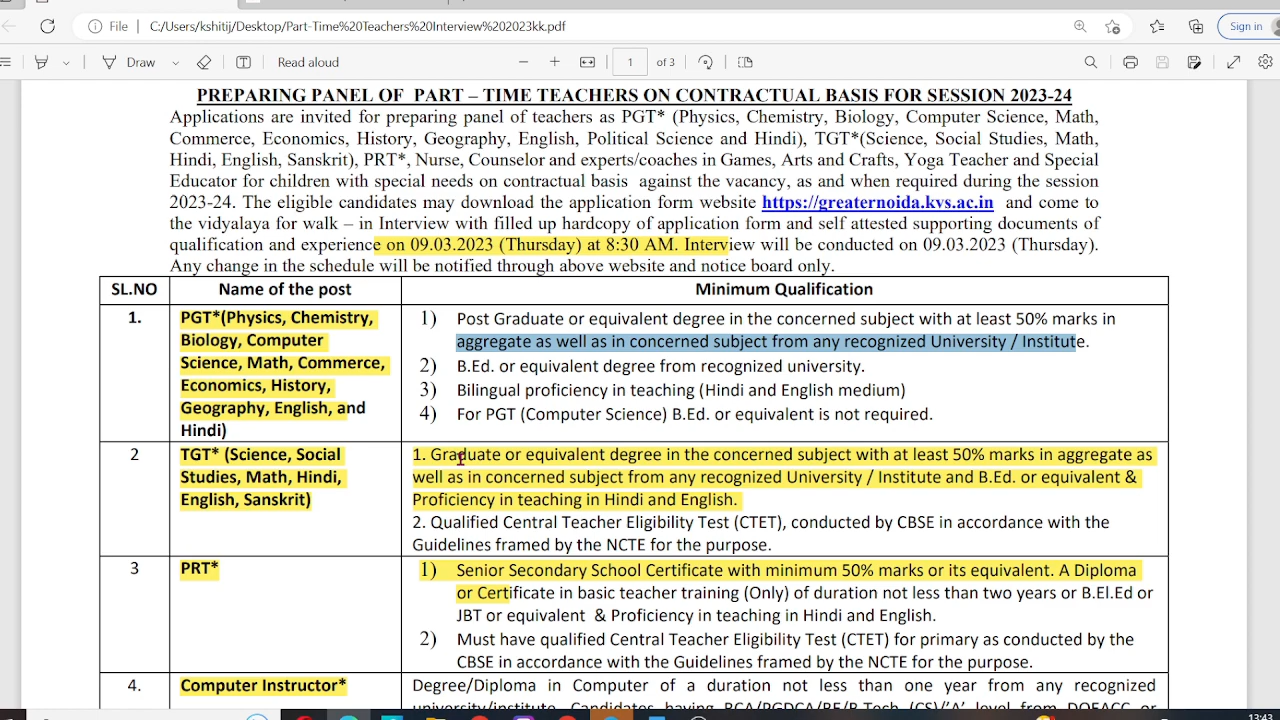 File | C:/Users/kshitij/Desktop/Part-Time%20Teachers%20Interview%202023kk.pdf
Sign in
Draw
Read aloud
1 of 3
PREPARING PANEL OF PART – TIME TEACHERS ON CONTRACTUAL BASIS FOR SESSION 2023-24
Applications are invited for preparing panel of teachers as PGT* (Physics, Chemistry, Biology, Computer Science, Math,
Commerce, Economics, History, Geography, English, Political Science and Hindi), TGT*(Science, Social Studies, Math,
Hindi, English, Sanskrit), PRT*, Nurse, Counselor and experts/coaches in Games, Arts and Crafts, Yoga Teacher and Special
Educator for children with special needs on contractual basis against the vacancy, as and when required during the session
2023-24. The eligible candidates may download the application form website https://greaternoida.kvs.ac.in and come to
the vidyalaya for walk – in Interview with filled up hardcopy of application form and self attested supporting documents of
qualification and experience on 09.03.2023 (Thursday) at 8:30 AM. Interview will be conducted on 09.03.2023 (Thursday).
Any change in the schedule will be notified through above website and notice board only.
SL.NO Name of the post Minimum Qualification
1.
PGT*(Physics, Chemistry,
Biology, Computer
Science, Math, Commerce,
Economics, History,
Geography, English, and
Hindi)
1) Post Graduate or equivalent degree in the concerned subject with at least 50% marks in
aggregate as well as in concerned subject from any recognized University / Institute.
2) B.Ed. or equivalent degree from recognized university.
3) Bilingual proficiency in teaching (Hindi and English medium)
4) For PGT (Computer Science) B.Ed. or equivalent is not required.
2
TGT* (Science, Social
Studies, Math, Hindi,
English, Sanskrit)
1. Graduate or equivalent degree in the concerned subject with at least 50% marks in aggregate as
well as in concerned subject from any recognized University / Institute and B.Ed. or equivalent &
Proficiency in teaching in Hindi and English.
2. Qualified Central Teacher Eligibility Test (CTET), conducted by CBSE in accordance with the
Guidelines framed by the NCTE for the purpose.
3
PRT*
1) Senior Secondary School Certificate with minimum 50% marks or its equivalent. A Diploma
or Certificate in basic teacher training (Only) of duration not less than two years or B.El.Ed or
JBT or equivalent & Proficiency in teaching in Hindi and English.
2) Must have qualified Central Teacher Eligibility Test (CTET) for primary as conducted by the
CBSE in accordance with the Guidelines framed by the NCTE for the purpose.
4.
Computer Instructor*
Degree/Diploma in Computer of a duration not less than one year from any recognized
university/institute. Candidates having BCA/PGDCA/BE/B.Tech (CS)/'A' level from DOEACC or
13:43